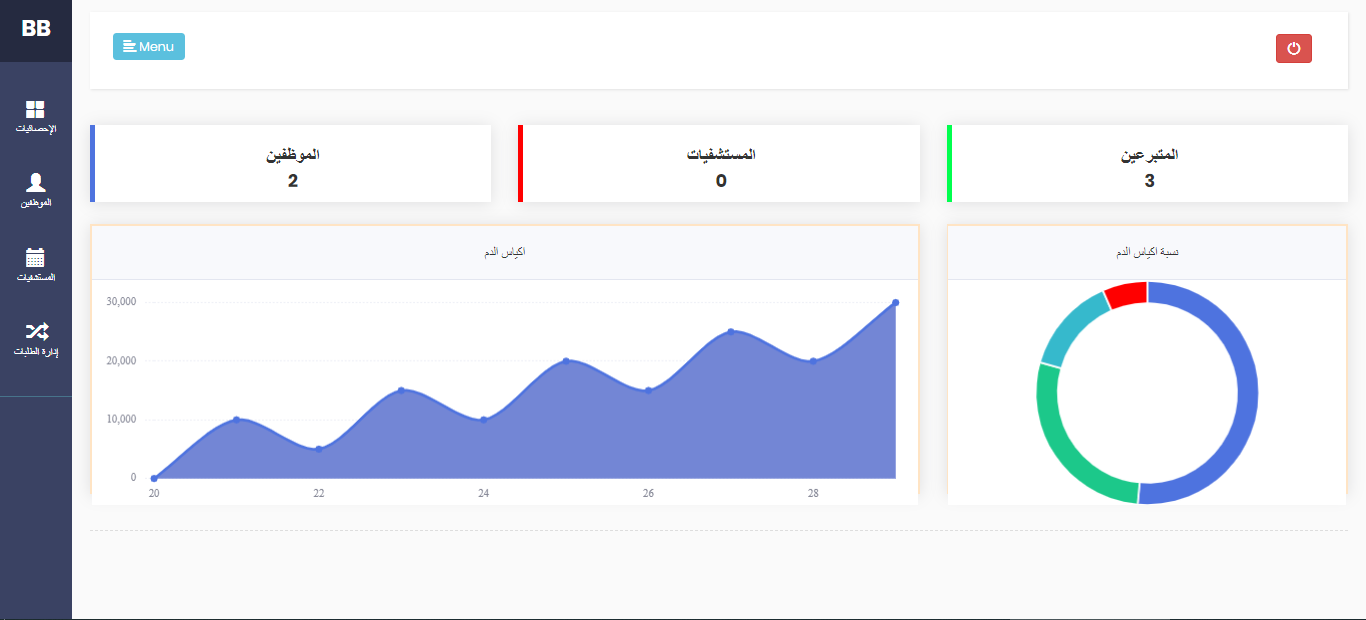 BB
Menu
الإحصائيات
الموظفين
المستشفيات
إدارة الطلبات
الموظفين
2
المستشفيات
0
المتبرعين
3
اكياس الدم
30,000
20,000
10,000
0
20
22
24
26
28
نسبة اكياس الدم